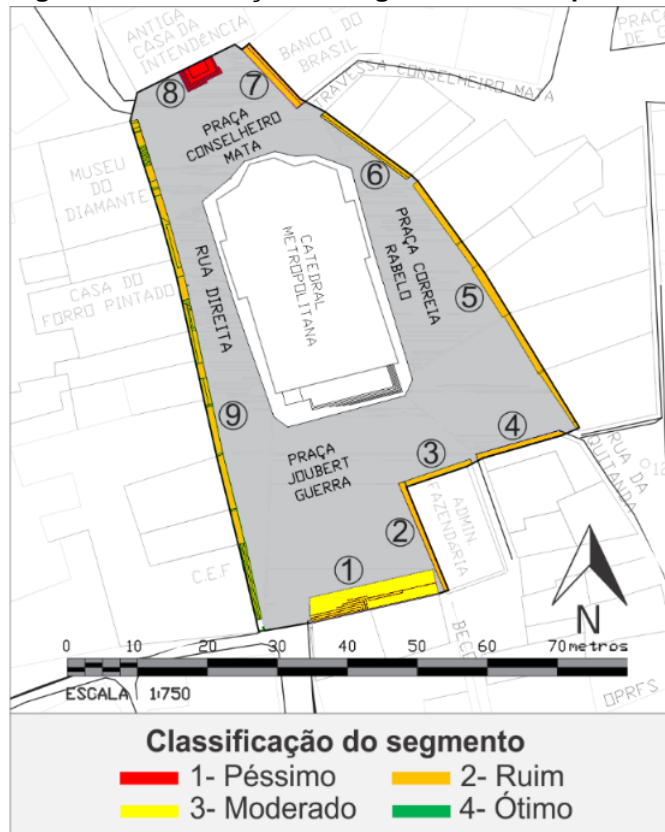 ANTIGA
CASA DA
INTENDÊNCIA
BANCO DO
BRASIL
PRAÇA
TRAVESSA CONSELHEIRO MATA
8
7
PRAÇA
CONSELHEIRO
MATA
6
MUSEU
DO
DIAMANTE
CATEDRAL
METROPOLITANA
PRAÇA CORREIA
RABELO
RUA DIREITA
CASA DO
FORRO PINTADO
5
9
4
3
PRAÇA
JOUBERT
GUERRA
RUA DA
QUITANDA
ADMIN.
FAZENDÁRIA
2
C.E.F
1
N
0 10 20 30 40 50 60 70 metros
ESCALA 1:750
Classificação do segmento
1- Péssimo
2- Ruim
3- Moderado
4- Ótimo